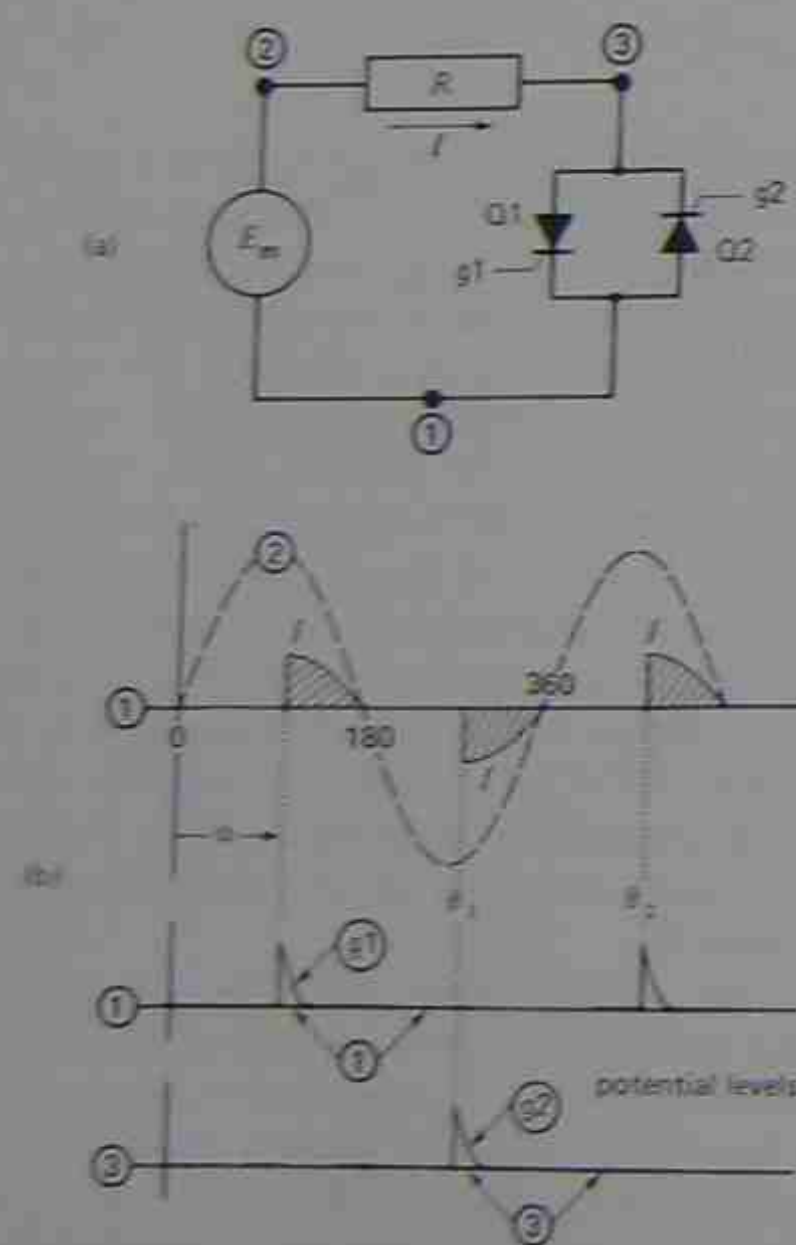 ② ③
R
I
(a) E_m Q1 g1 g2 Q2
①
②
I I
① 0 180 360
I
α
(b)
θ₁ θ₂
g1
①
①
potential levels
g2
③
③